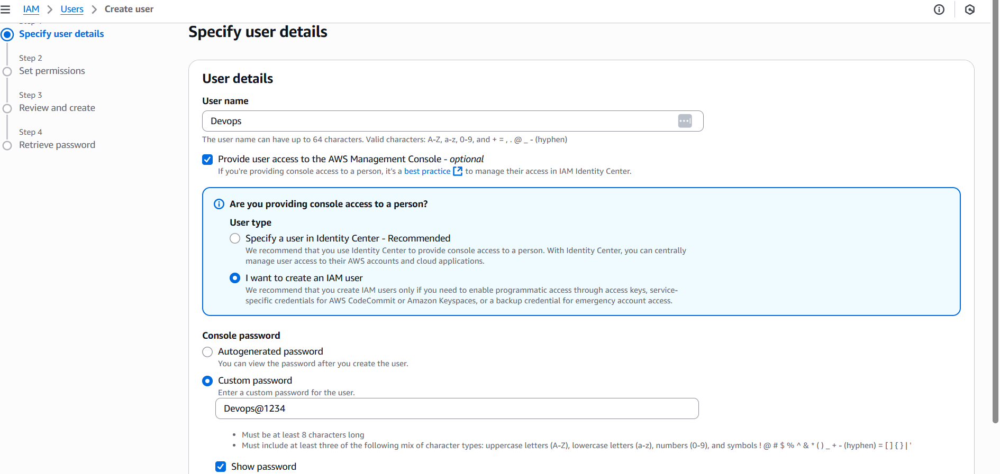 IAM > Users > Create user
Specify user details
Step 2
Set permissions
Step 3
Review and create
Step 4
Retrieve password
Specify user details
User details
User name
Devops
The user name can have up to 64 characters. Valid characters: A-Z, a-z, 0-9, and + = , . @ _ - (hyphen)
Provide user access to the AWS Management Console - optional
If you're providing console access to a person, it's a best practice to manage their access in IAM Identity Center.
Are you providing console access to a person?
User type
Specify a user in Identity Center - Recommended
We recommend that you use Identity Center to provide console access to a person. With Identity Center, you can centrally
manage user access to their AWS accounts and cloud applications.
I want to create an IAM user
We recommend that you create IAM users only if you need to enable programmatic access through access keys, service-
specific credentials for AWS CodeCommit or Amazon Keyspaces, or a backup credential for emergency account access.
Console password
Autogenerated password
You can view the password after you create the user.
Custom password
Enter a custom password for the user.
Devops@1234
• Must be at least 8 characters long
• Must include at least three of the following mix of character types: uppercase letters (A-Z), lowercase letters (a-z), numbers (0-9), and symbols ! @ # $ % ^ & * ( ) _ + - (hyphen) = [ ] { } | '
Show password